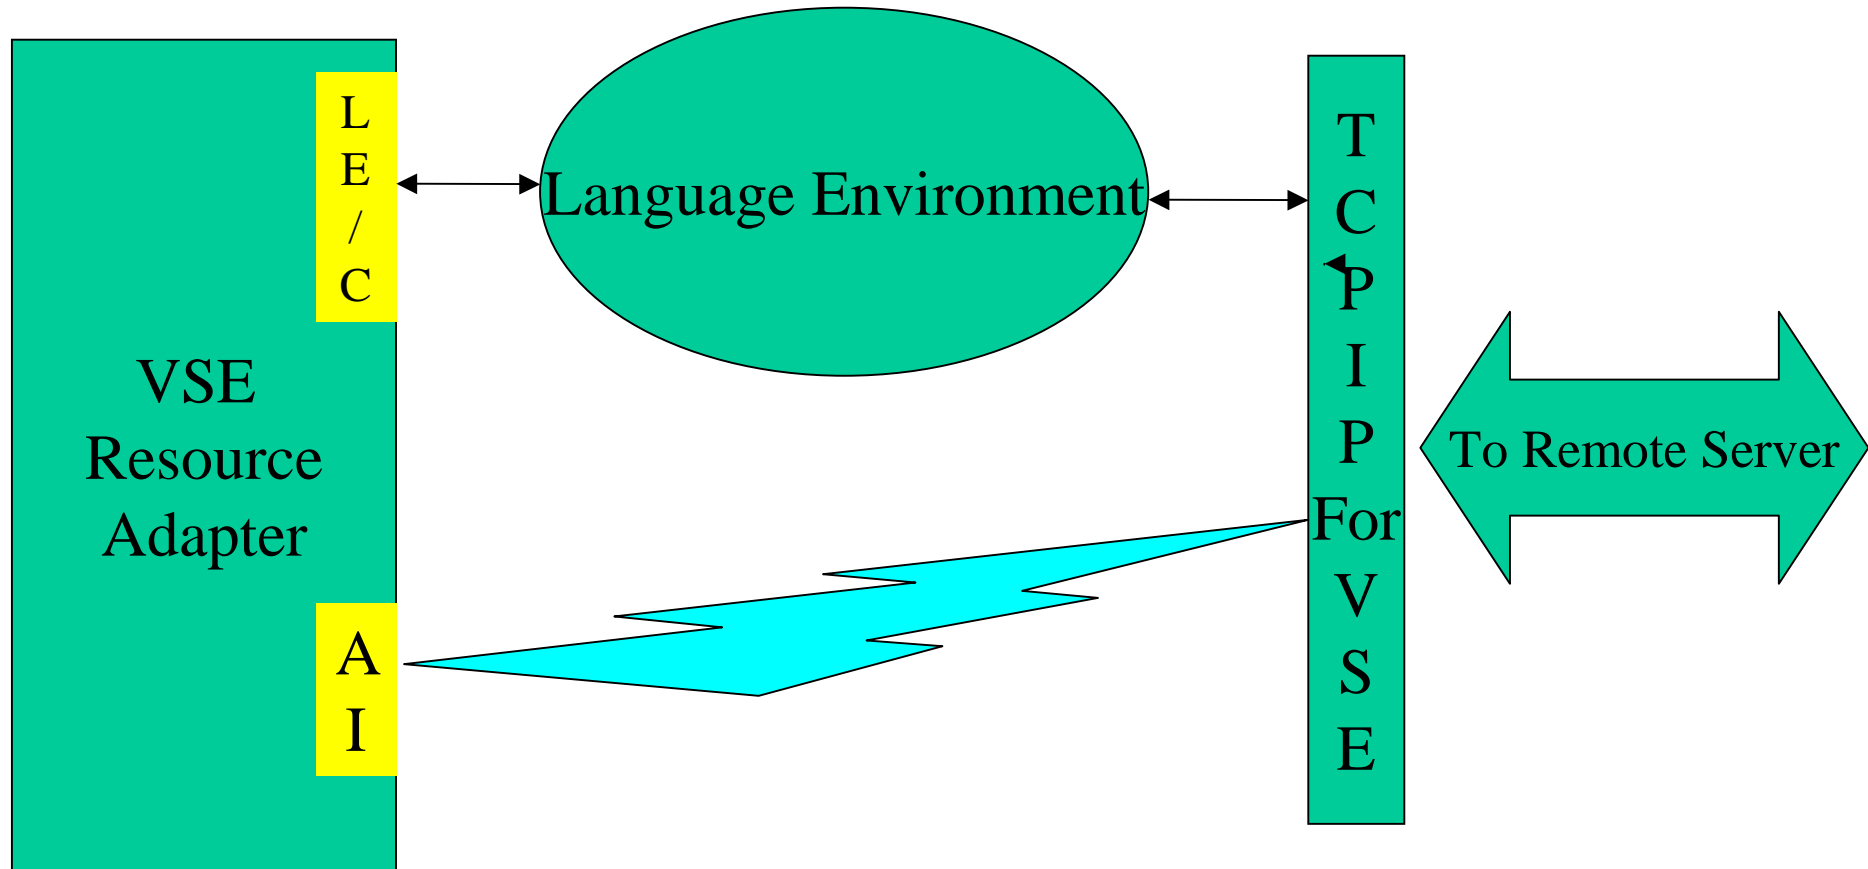 L
E
/
C
Language Environment
T
C
P
I
P
For
V
S
E
VSE
Resource
Adapter
To Remote Server
A
I